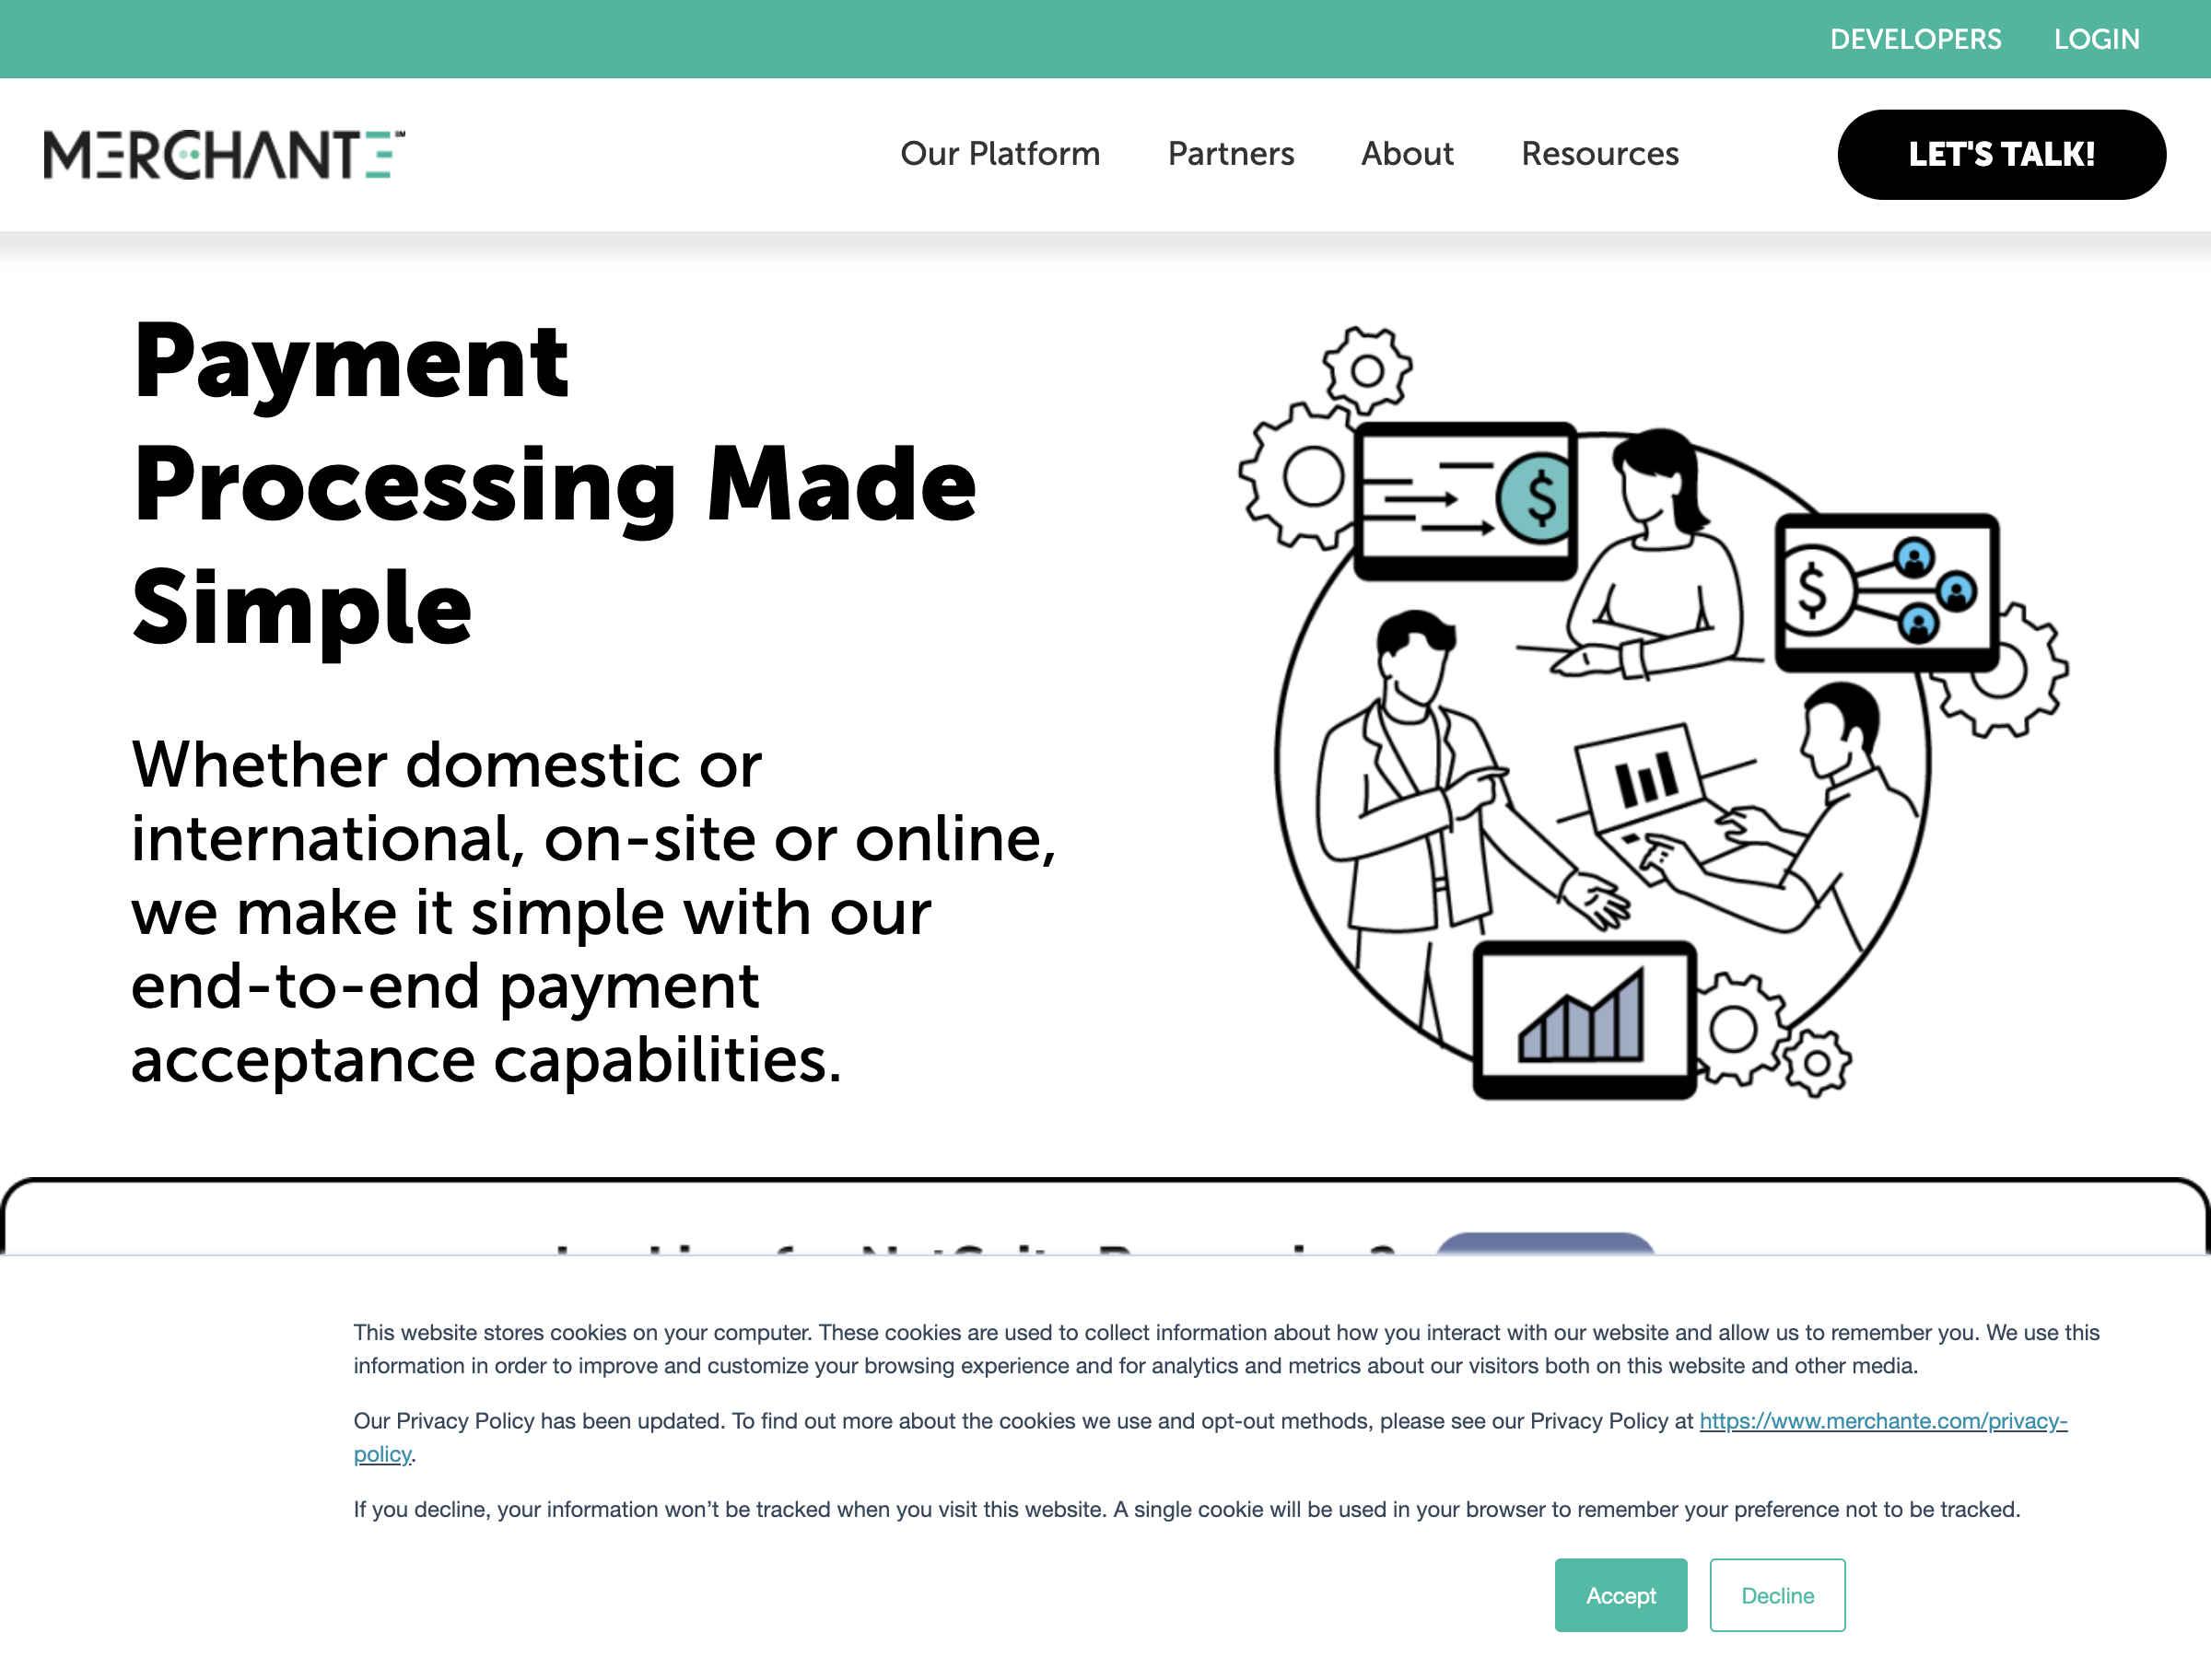 DEVELOPERS LOGIN
MERCHANTE SM
Our Platform Partners About Resources LET'S TALK!
Payment
Processing Made
Simple
Whether domestic or
international, on-site or online,
we make it simple with our
end-to-end payment
acceptance capabilities.
$
$
This website stores cookies on your computer. These cookies are used to collect information about how you interact with our website and allow us to remember you. We use this
information in order to improve and customize your browsing experience and for analytics and metrics about our visitors both on this website and other media.
Our Privacy Policy has been updated. To find out more about the cookies we use and opt-out methods, please see our Privacy Policy at https://www.merchante.com/privacy-
policy.
If you decline, your information won’t be tracked when you visit this website. A single cookie will be used in your browser to remember your preference not to be tracked.
Accept Decline